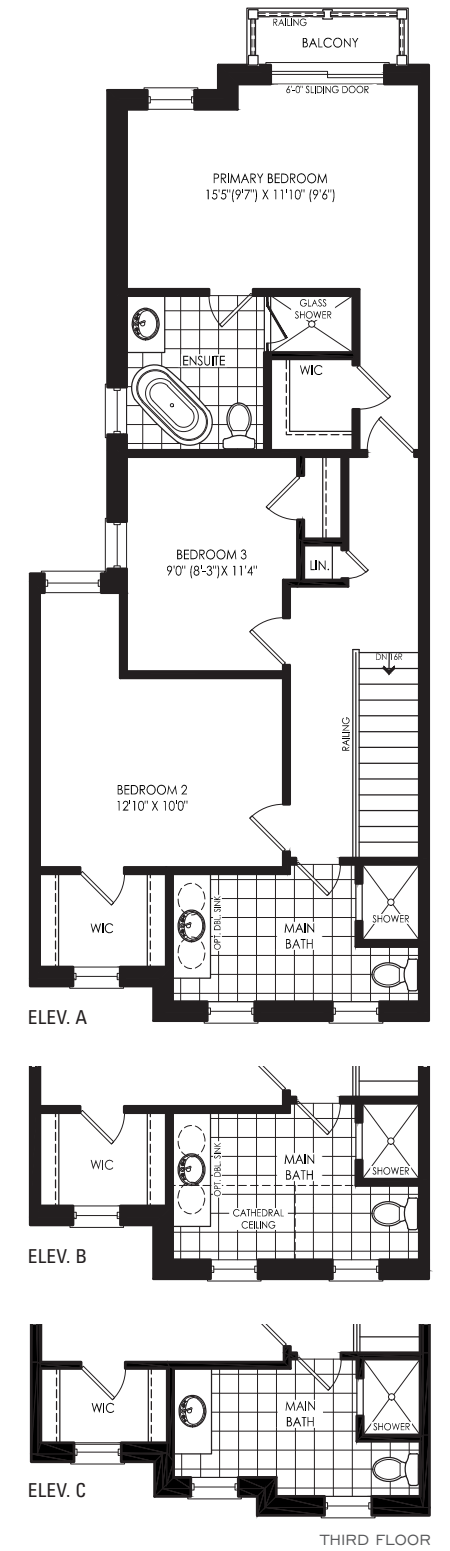 RAILING
BALCONY
6'-0" SLIDING DOOR
PRIMARY BEDROOM
15'5"(9'7") X 11'10" (9'6")
GLASS
SHOWER
ENSUITE
WIC
BEDROOM 3
9'0" (8'-3")X 11'4"
LIN.
DN 16R
RAILING
BEDROOM 2
12'10" X 10'0"
WIC
OPT. DBL. SINK
MAIN
BATH
SHOWER
ELEV. A
WIC
OPT. DBL. SINK
MAIN
BATH
SHOWER
CATHEDRAL
CEILING
ELEV. B
WIC
MAIN
BATH
SHOWER
ELEV. C
THIRD FLOOR